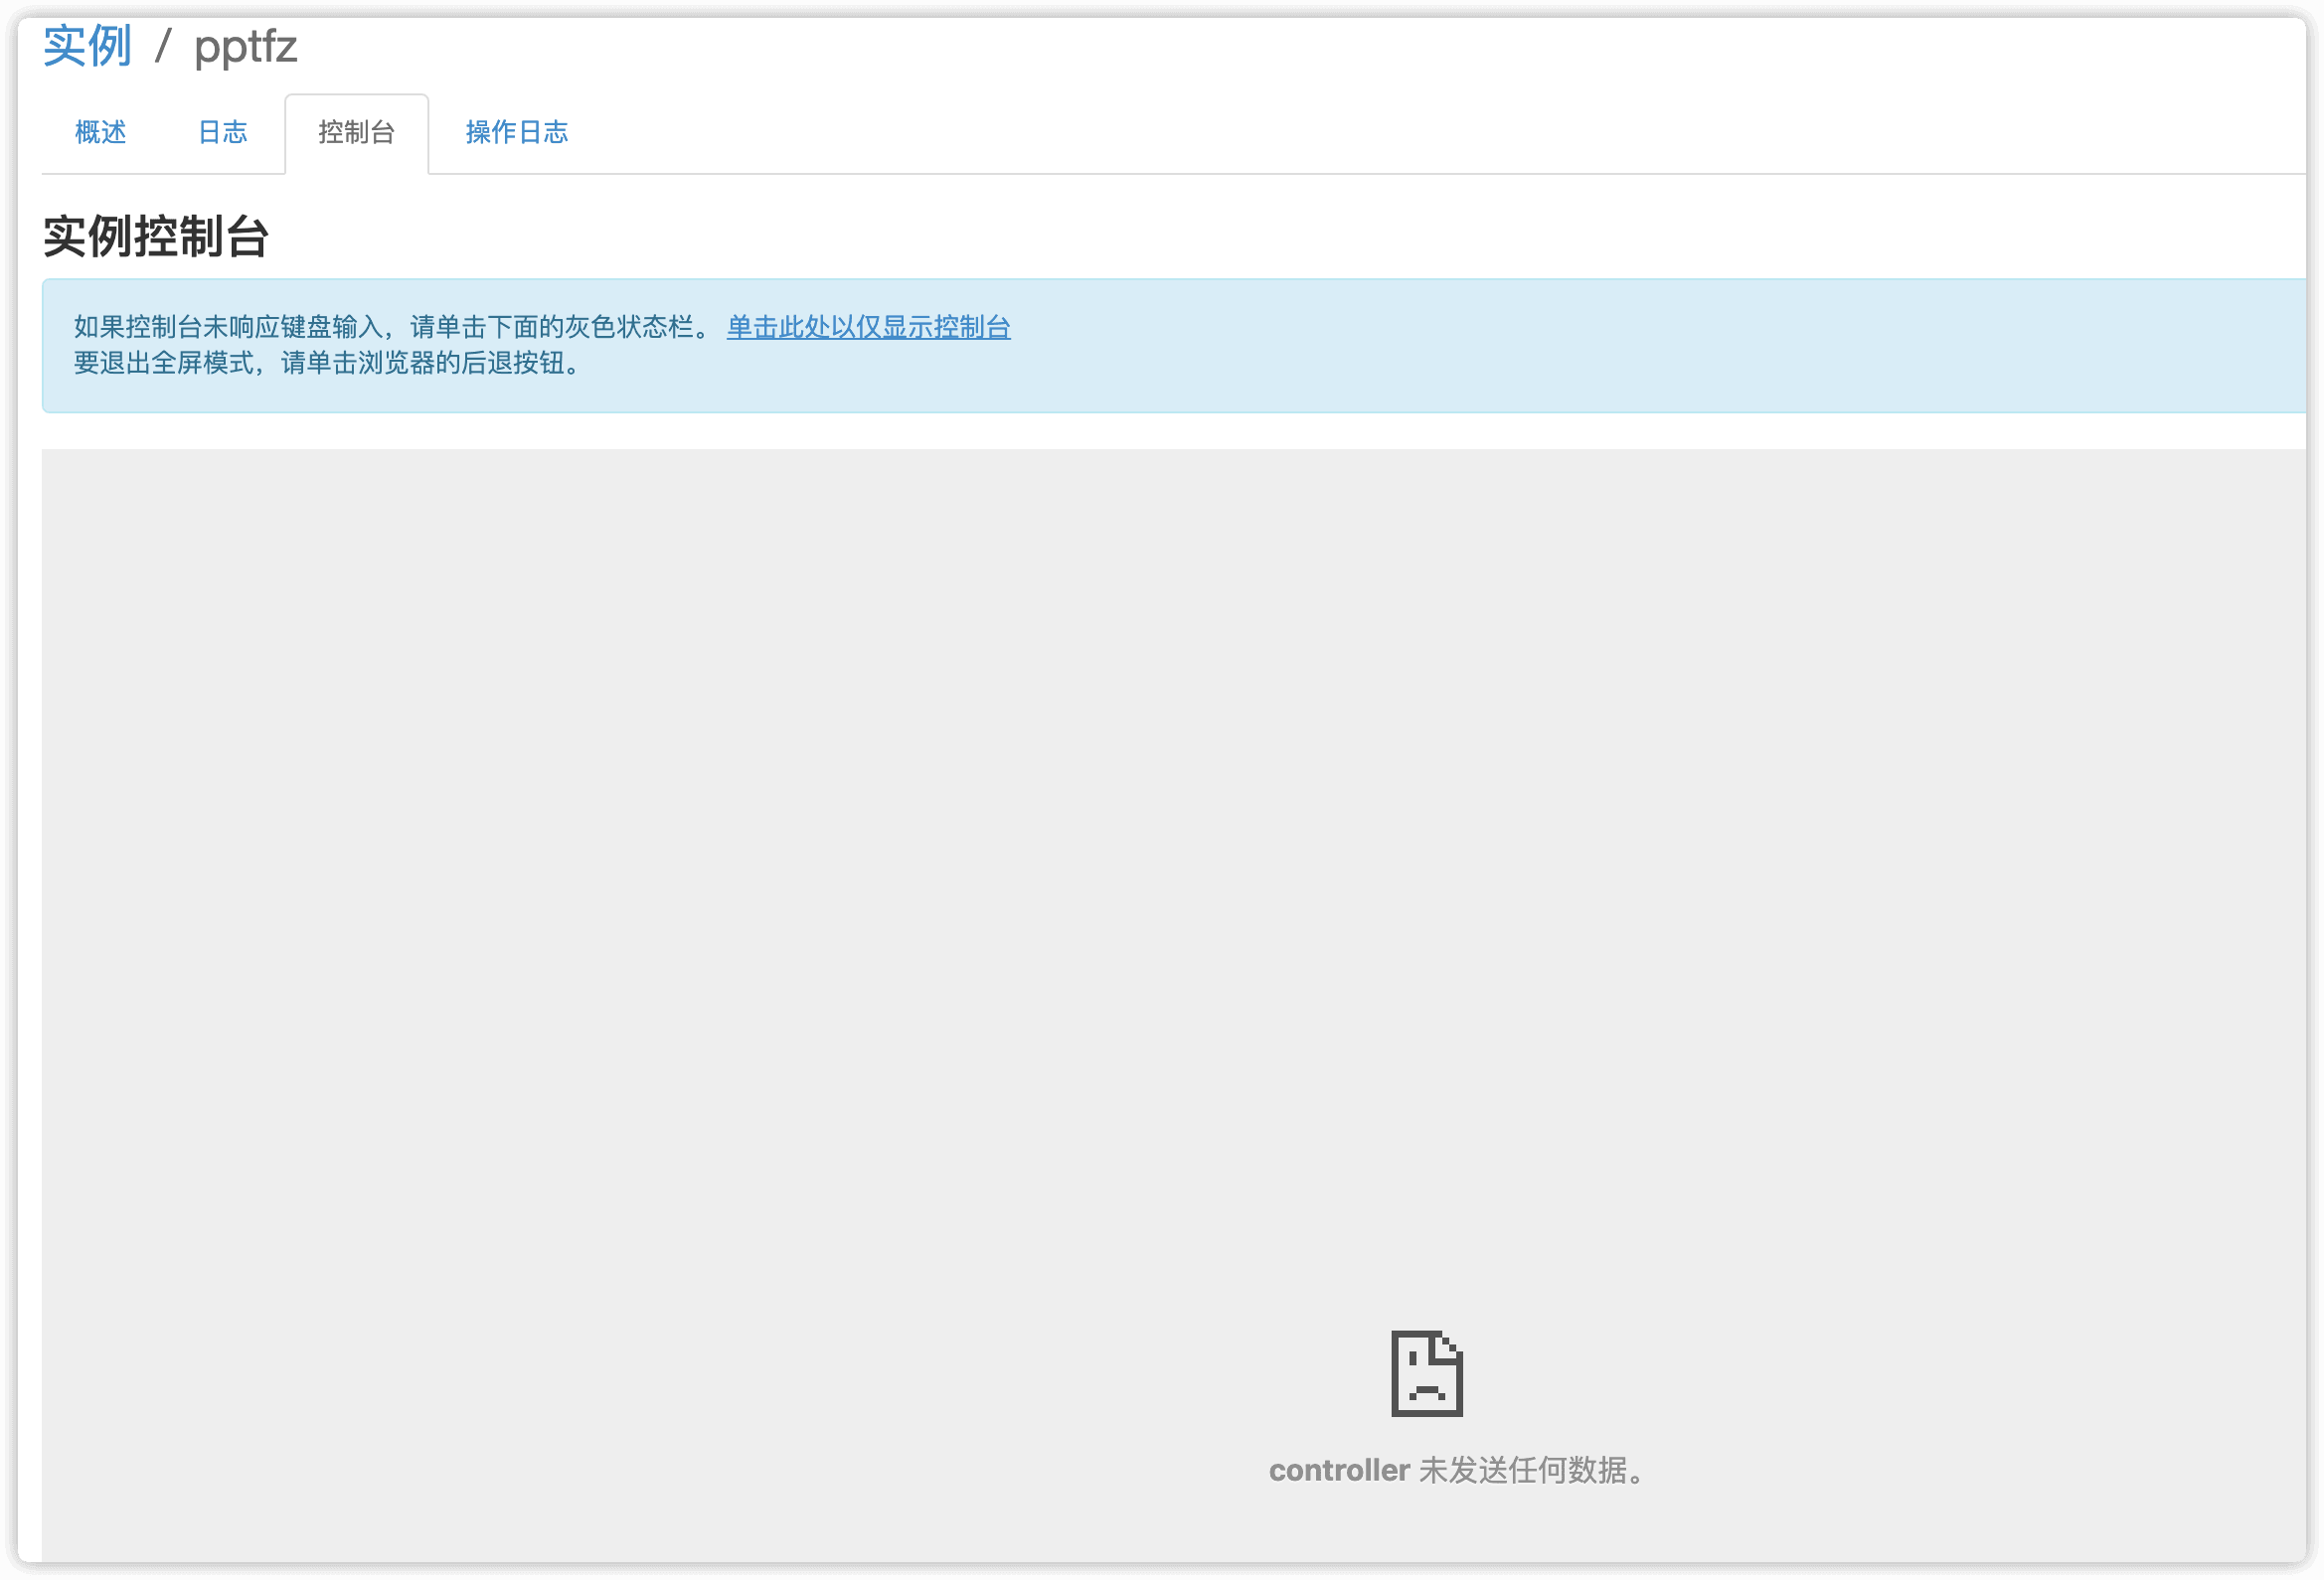 实例 / pptfz
概述 日志 控制台 操作日志
实例控制台
如果控制台未响应键盘输入，请单击下面的灰色状态栏。 单击此处以仅显示控制台
要退出全屏模式，请单击浏览器的后退按钮。
controller 未发送任何数据。